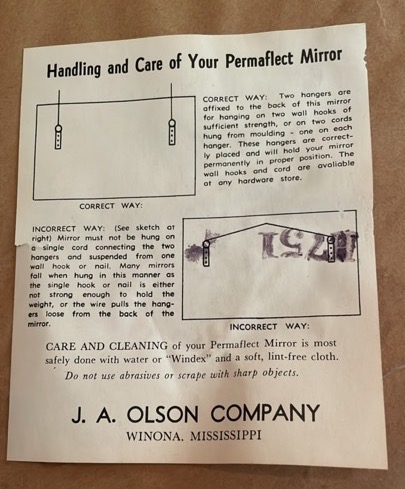 Handling and Care of Your Permaflect Mirror
CORRECT WAY: Two hangers are
affixed to the back of this mirror
for hanging on two wall hooks of
sufficient strength, or on two cords
hung from moulding - one on each
hanger. These hangers are correct-
ly placed and will hold your mirror
permanently in proper position. The
wall hooks and cord are avaliable
at any hardware store.
CORRECT WAY:
INCORRECT WAY: (See sketch at
right) Mirror must not be hung on
a single cord connecting the two
hangers and suspended from one
wall hook or nail. Many mirrors
fall when hung in this manner as
the single hook or nail is either
not strong enough to hold the
weight, or the wire pulls the hang-
ers loose from the back of the
mirror.
INCORRECT WAY:
CARE AND CLEANING of your Permaflect Mirror is most
safely done with water or "Windex" and a soft, lint-free cloth.
Do not use abrasives or scrape with sharp objects.
J. A. OLSON COMPANY
WINONA, MISSISSIPPI